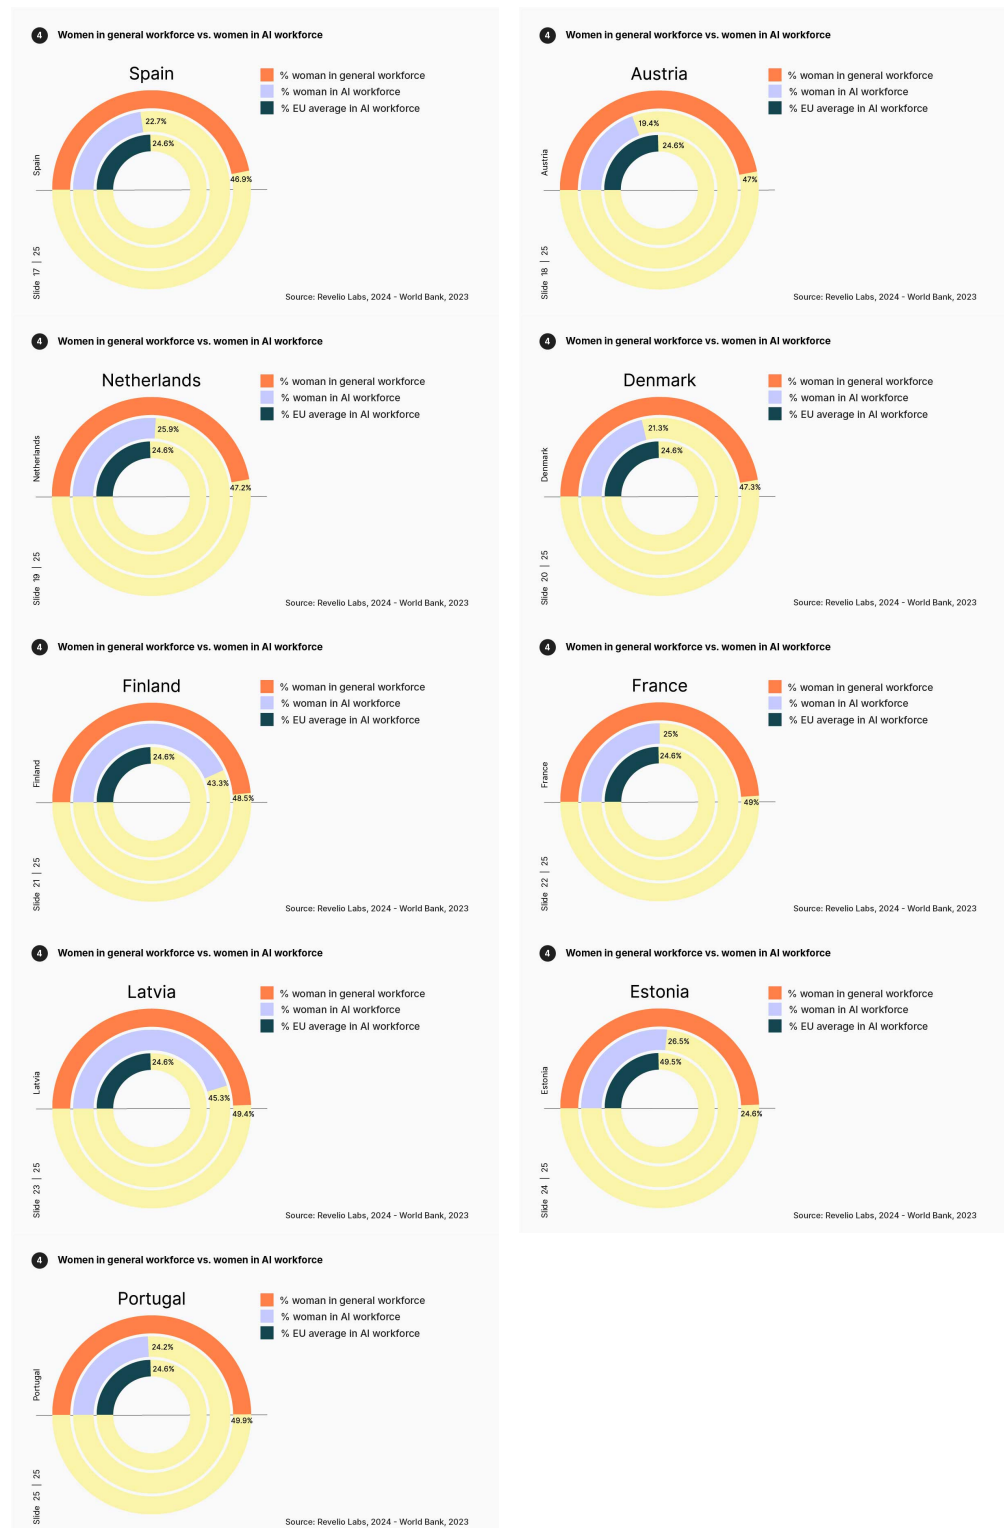 4 Women in general workforce vs. women in AI workforce
Spain
% woman in general workforce
% woman in AI workforce
% EU average in AI workforce
22.7%
24.6%
46.9%
Spain
Slide 17 | 25
Source: Revelio Labs, 2024 - World Bank, 2023
4 Women in general workforce vs. women in AI workforce
Austria
% woman in general workforce
% woman in AI workforce
% EU average in AI workforce
19.4%
24.6%
47%
Austria
Slide 18 | 25
Source: Revelio Labs, 2024 - World Bank, 2023
4 Women in general workforce vs. women in AI workforce
Netherlands
% woman in general workforce
% woman in AI workforce
% EU average in AI workforce
25.9%
24.6%
47.2%
Netherlands
Slide 19 | 25
Source: Revelio Labs, 2024 - World Bank, 2023
4 Women in general workforce vs. women in AI workforce
Denmark
% woman in general workforce
% woman in AI workforce
% EU average in AI workforce
21.3%
24.6%
47.3%
Denmark
Slide 20 | 25
Source: Revelio Labs, 2024 - World Bank, 2023
4 Women in general workforce vs. women in AI workforce
Finland
% woman in general workforce
% woman in AI workforce
% EU average in AI workforce
24.6%
43.3%
48.5%
Finland
Slide 21 | 25
Source: Revelio Labs, 2024 - World Bank, 2023
4 Women in general workforce vs. women in AI workforce
France
% woman in general workforce
% woman in AI workforce
% EU average in AI workforce
25%
24.6%
49%
France
Slide 22 | 25
Source: Revelio Labs, 2024 - World Bank, 2023
4 Women in general workforce vs. women in AI workforce
Latvia
% woman in general workforce
% woman in AI workforce
% EU average in AI workforce
24.6%
45.3%
49.4%
Latvia
Slide 23 | 25
Source: Revelio Labs, 2024 - World Bank, 2023
4 Women in general workforce vs. women in AI workforce
Estonia
% woman in general workforce
% woman in AI workforce
% EU average in AI workforce
26.5%
49.5%
24.6%
Estonia
Slide 24 | 25
Source: Revelio Labs, 2024 - World Bank, 2023
4 Women in general workforce vs. women in AI workforce
Portugal
% woman in general workforce
% woman in AI workforce
% EU average in AI workforce
24.2%
24.6%
49.9%
Portugal
Slide 25 | 25
Source: Revelio Labs, 2024 - World Bank, 2023